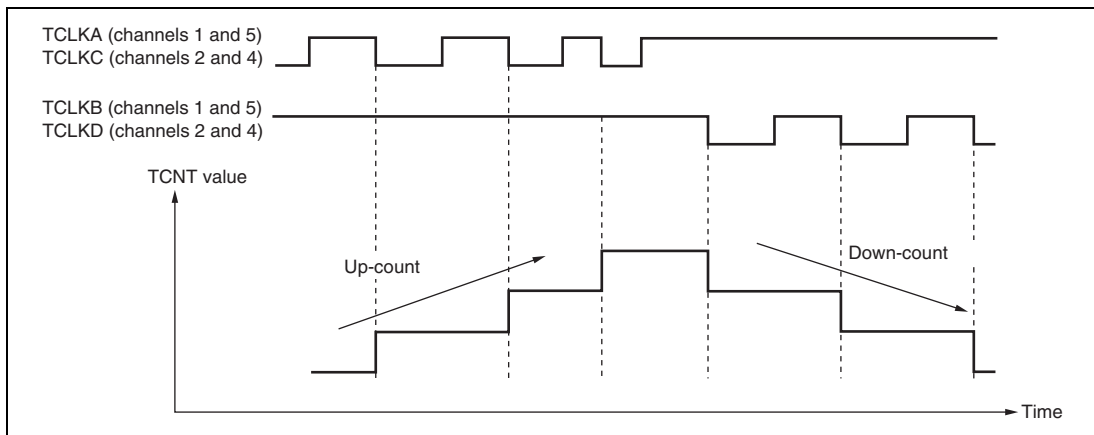 TCLKA (channels 1 and 5)
TCLKC (channels 2 and 4)
TCLKB (channels 1 and 5)
TCLKD (channels 2 and 4)
TCNT value
Up-count
Down-count
Time